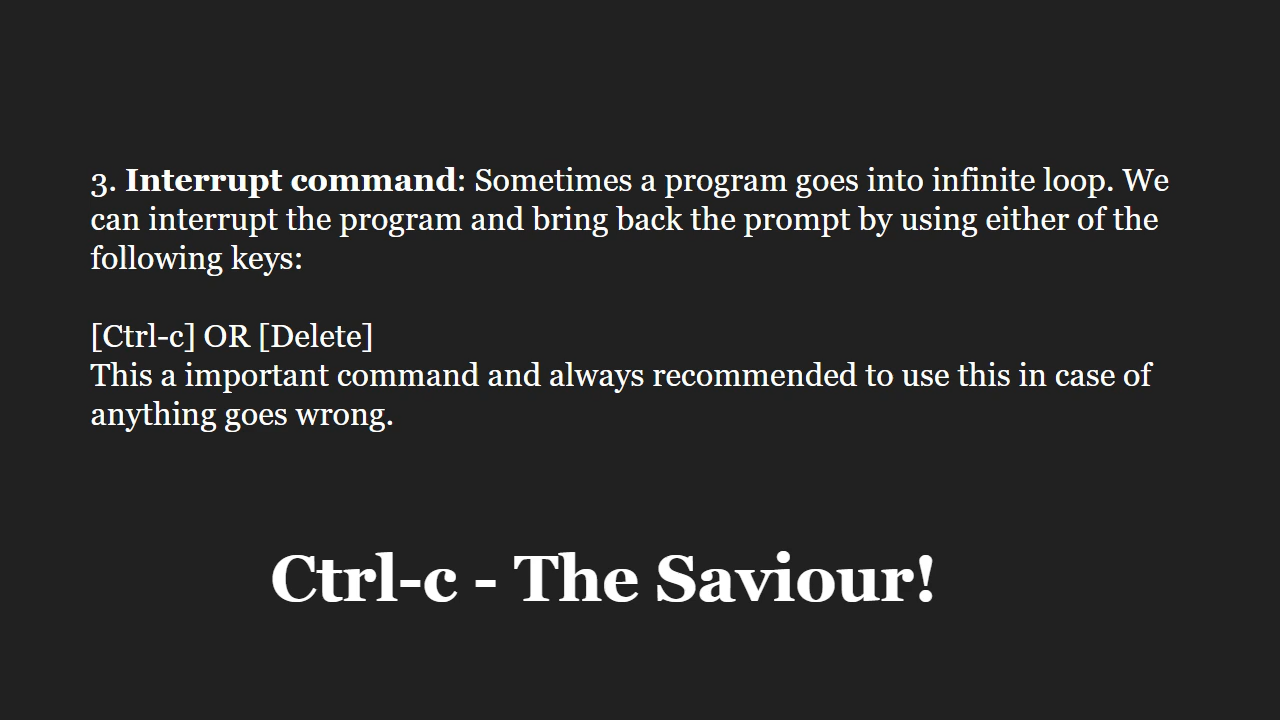 3. Interrupt command: Sometimes a program goes into infinite loop. We
can interrupt the program and bring back the prompt by using either of the
following keys:
[Ctrl-c] OR [Delete]
This a important command and always recommended to use this in case of
anything goes wrong.
Ctrl-c - The Saviour!